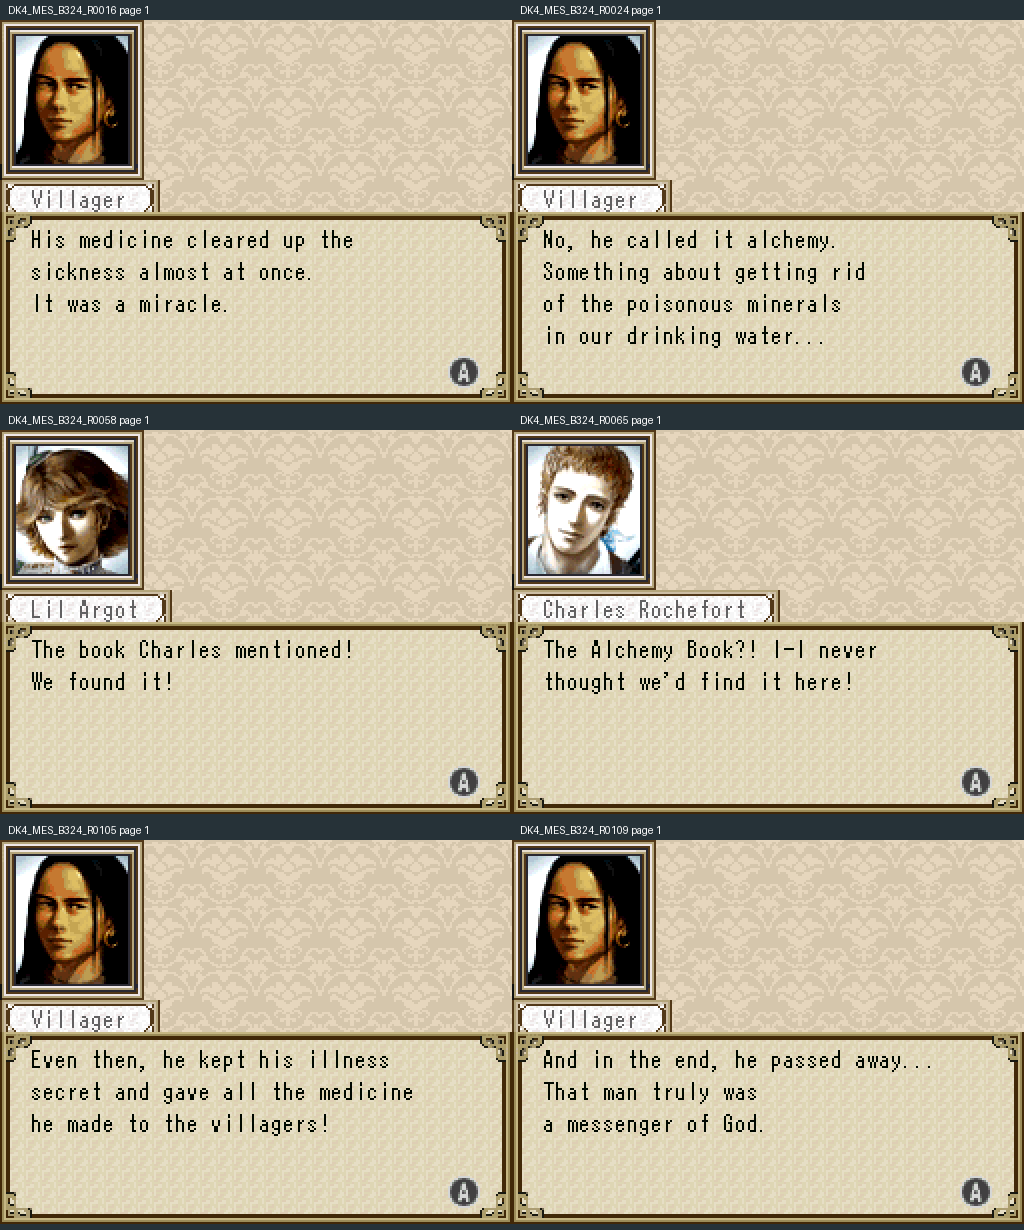 DK4_MES_B324_R0016 page 1
Villager
His medicine cleared up the
sickness almost at once.
It was a miracle.
A
DK4_MES_B324_R0024 page 1
Villager
No, he called it alchemy.
Something about getting rid
of the poisonous minerals
in our drinking water...
A
DK4_MES_B324_R0058 page 1
Lil Argot
The book Charles mentioned!
We found it!
A
DK4_MES_B324_R0065 page 1
Charles Rochefort
The Alchemy Book?! I-I never
thought we'd find it here!
A
DK4_MES_B324_R0105 page 1
Villager
Even then, he kept his illness
secret and gave all the medicine
he made to the villagers!
A
DK4_MES_B324_R0109 page 1
Villager
And in the end, he passed away...
That man truly was
a messenger of God.
A